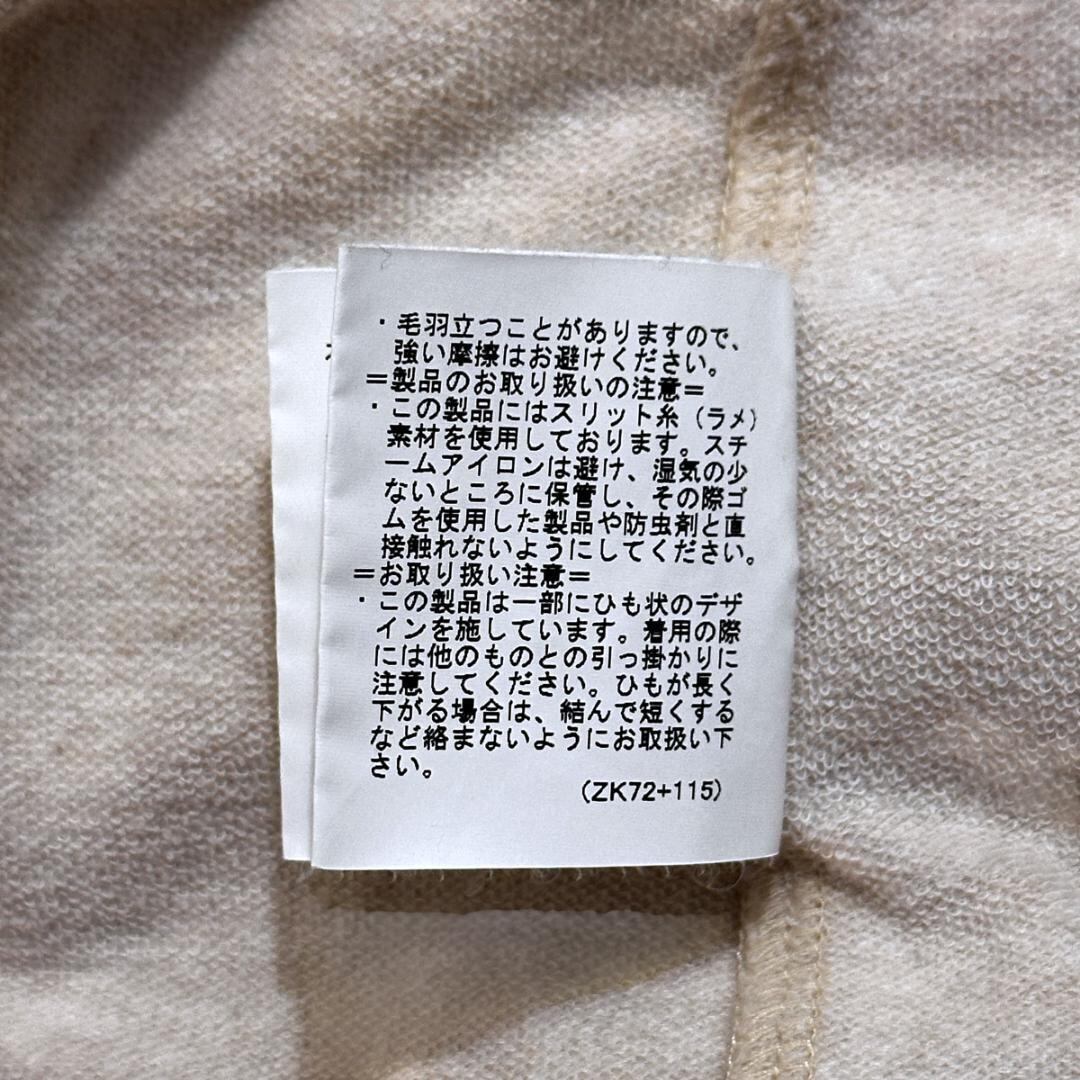 ・毛羽立つことがありますので、
強い摩擦はお避けください。
＝製品のお取り扱いの注意＝
・この製品にはスリット糸（ラメ）
素材を使用しております。スチ
ームアイロンは避け、湿気の少
ないところに保管し、その際ゴ
ムを使用した製品や防虫剤と直
接触れないようにしてください。
＝お取り扱い注意＝
・この製品は一部にひも状のデザ
インを施しています。着用の際
には他のものとの引っ掛かりに
注意してください。ひもが長く
下がる場合は、結んで短くする
など絡まないようにお取扱い下
さい。
（ZK72+115）